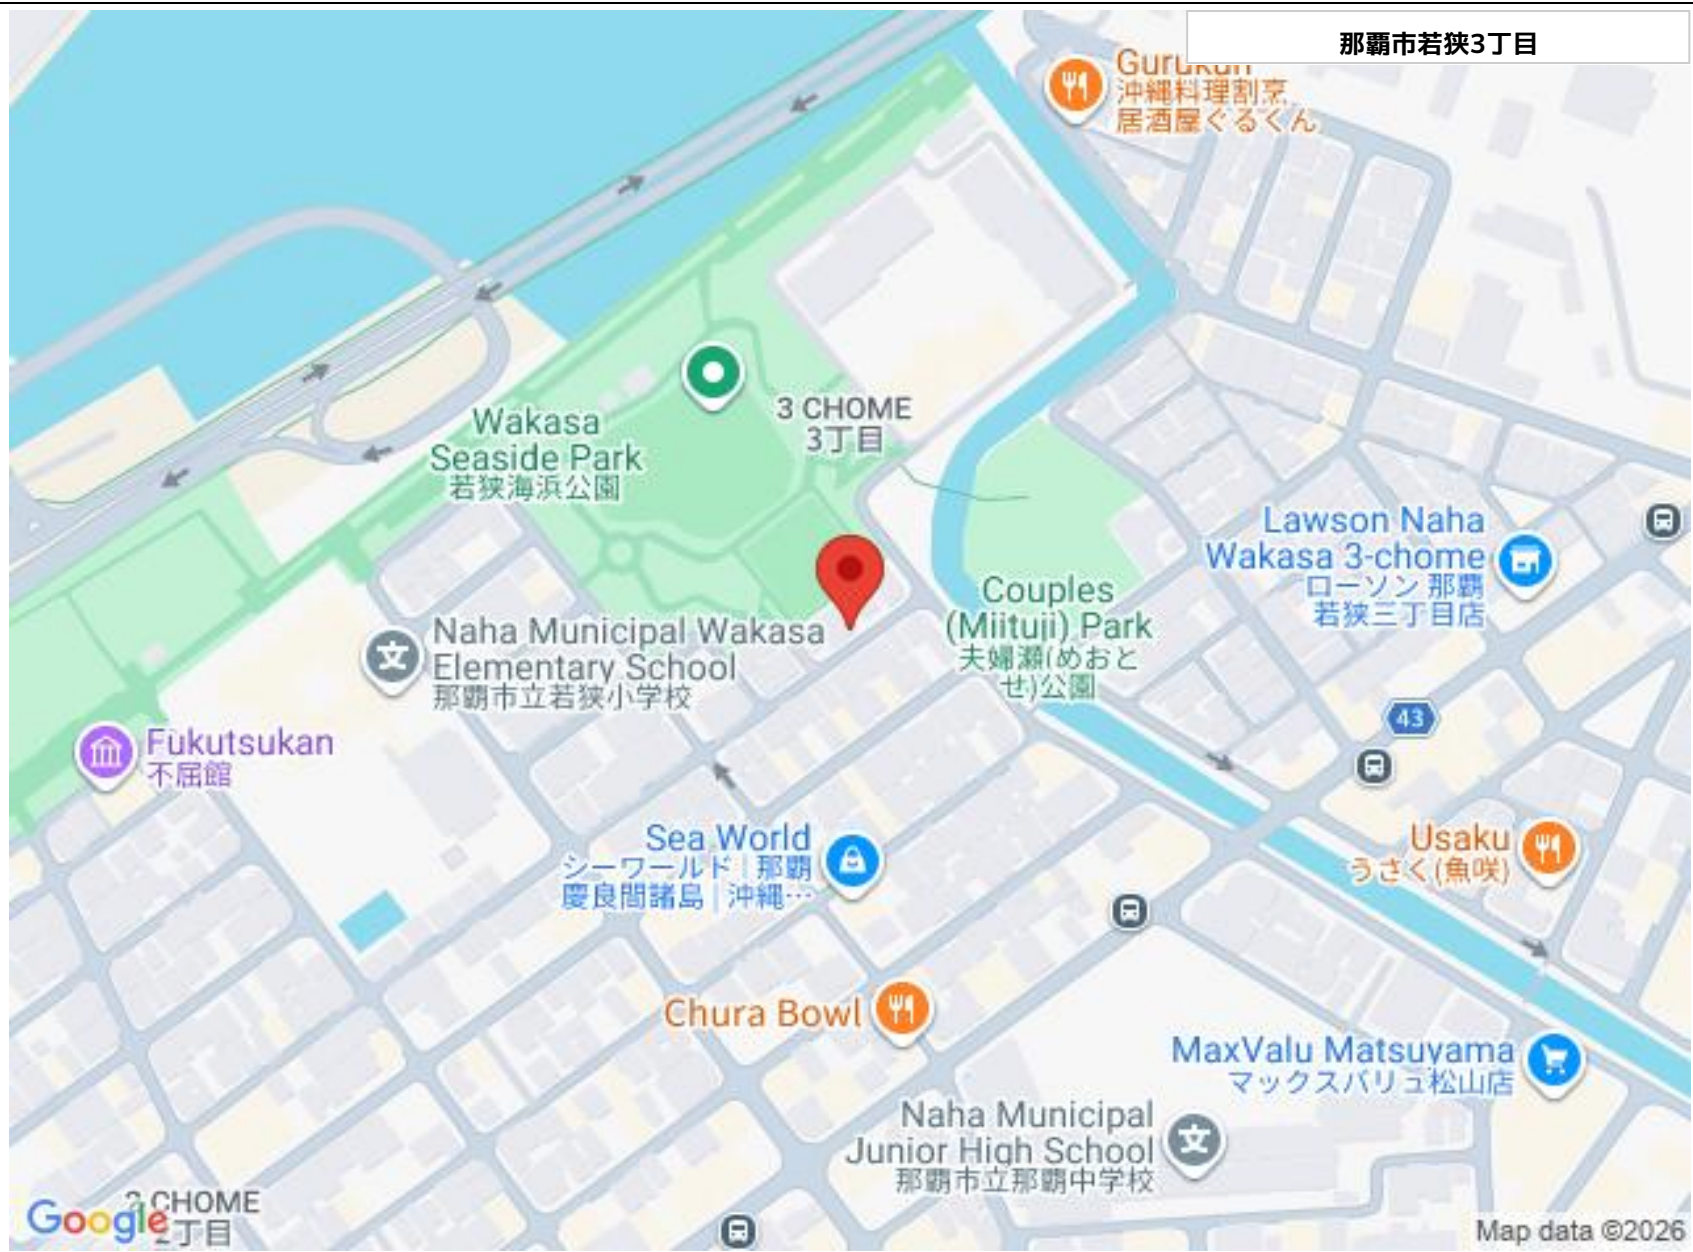 那覇市若狭3丁目
Gurukun
沖縄料理割烹
居酒屋ぐるくん
3 CHOME
3丁目
Wakasa
Seaside Park
若狭海浜公園
Lawson Naha
Wakasa 3-chome
ローソン 那覇
若狭三丁目店
Couples
(Miituji) Park
夫婦瀬(めおと
せ)公園
Naha Municipal Wakasa
Elementary School
那覇市立若狭小学校
文
43
Fukutsukan
不屈館
Sea World
シーワールド | 那覇
慶良間諸島 | 沖縄…
Usaku
うさく(魚咲)
Chura Bowl
MaxValu Matsuyama
マックスバリュ松山店
Naha Municipal
Junior High School
那覇市立那覇中学校
文
2 CHOME
2丁目
Google
Map data ©2026